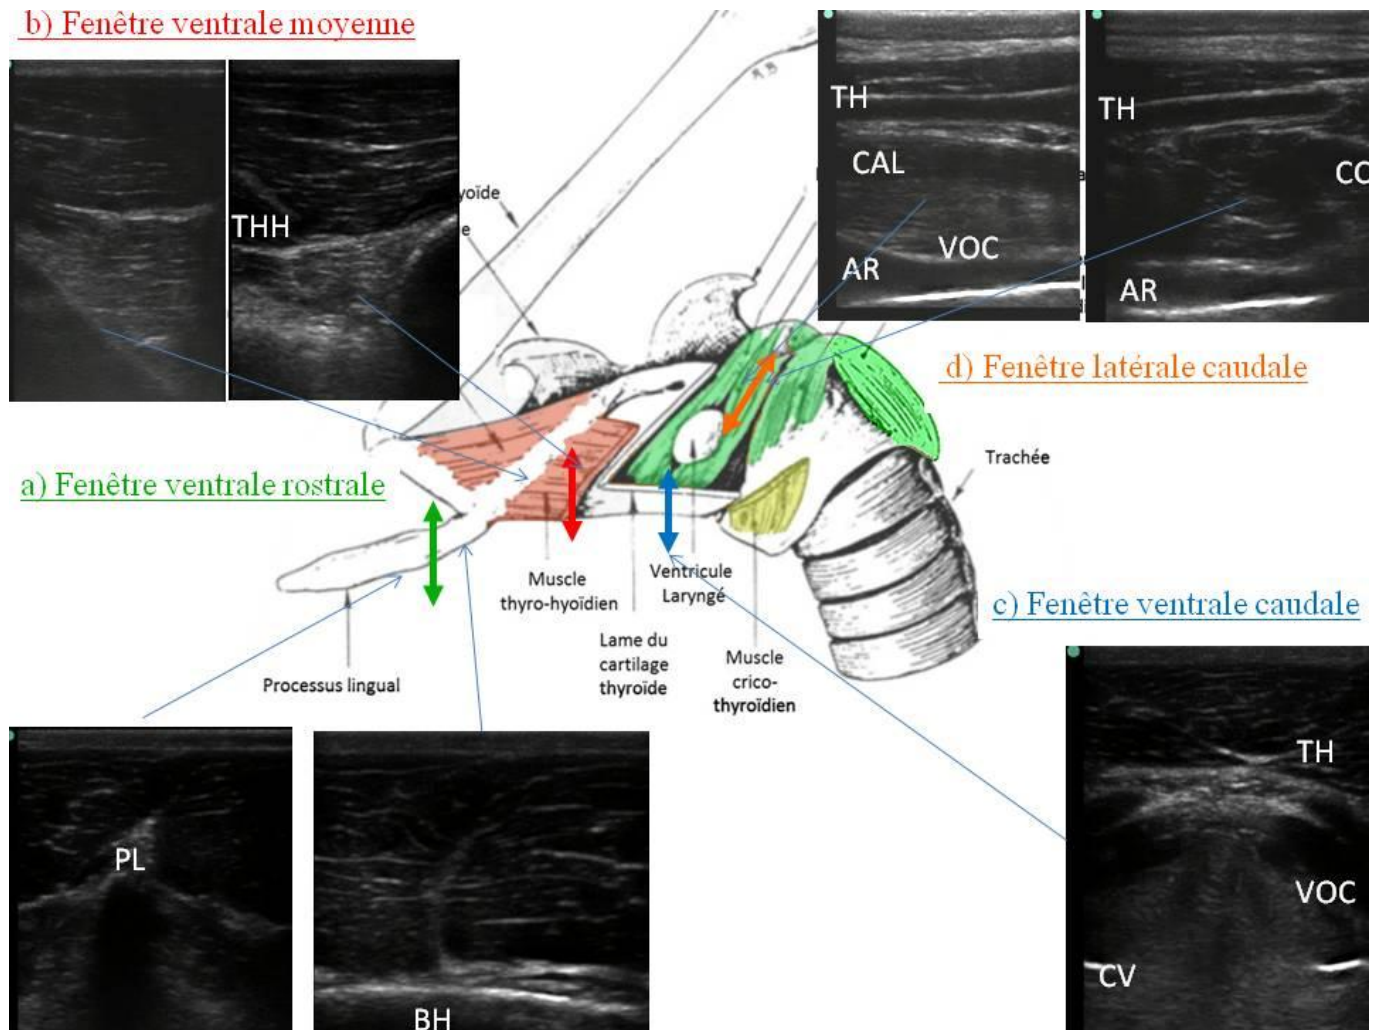 b) Fenêtre ventrale moyenne
THH
yoïde
e
TH
CAL
VOC
AR
TH
CC
AR
d) Fenêtre latérale caudale
a) Fenêtre ventrale rostrale
Trachée
Muscle
thyro-hyoïdien
Ventricule
Laryngé
c) Fenêtre ventrale caudale
Processus lingual
Lame du
cartilage
thyroïde
Muscle
crico-
thyroïdien
PL
BH
TH
VOC
CV